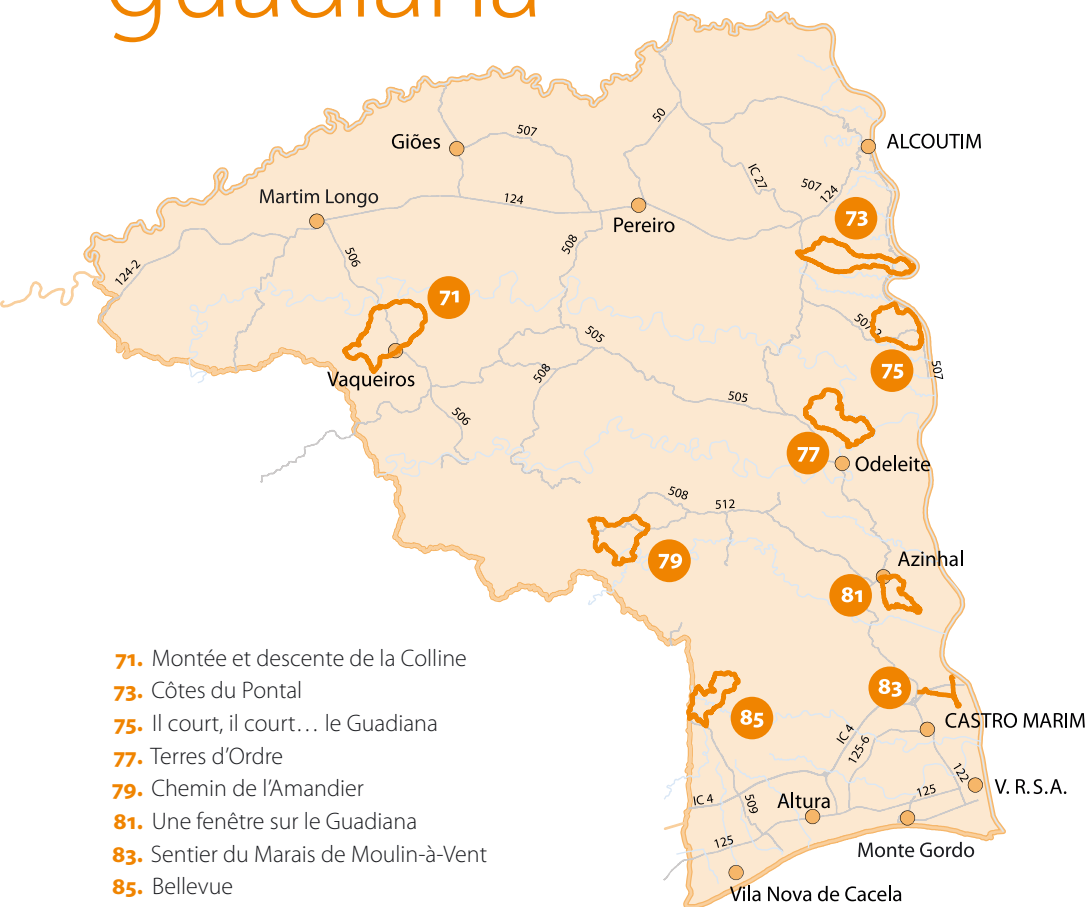 guadiana
Giões
507
50
ALCOUTIM
IC 27
507
124
Martim Longo
124
Pereiro
73
124-2
506
508
71
507-2
505
75
507
Vaqueiros
508
505
506
77
Odeleite
508
512
79
Azinhal
81
71. Montée et descente de la Colline
73. Côtes du Pontal
75. Il court, il court… le Guadiana
77. Terres d’Ordre
79. Chemin de l’Amandier
81. Une fenêtre sur le Guadiana
83. Sentier du Marais de Moulin-à-Vent
85. Bellevue
83
85
CASTRO MARIM
IC 4
125-6
122
V. R. S. A.
IC 4
509
Altura
125
125
Monte Gordo
Vila Nova de Cacela